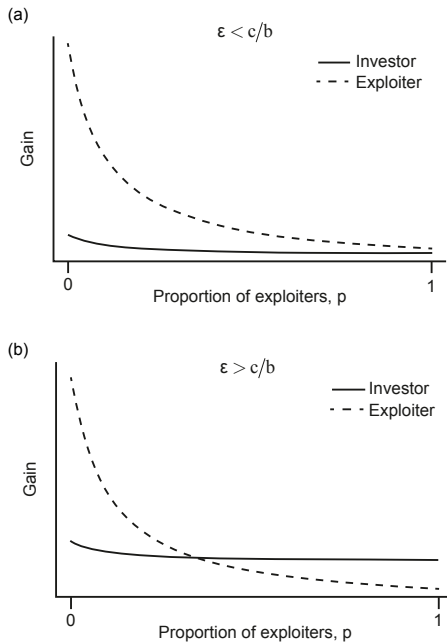 (a)
ε < c/b
Investor
Exploiter
Gain
0
1
Proportion of exploiters, p
(b)
ε > c/b
Investor
Exploiter
Gain
0
1
Proportion of exploiters, p